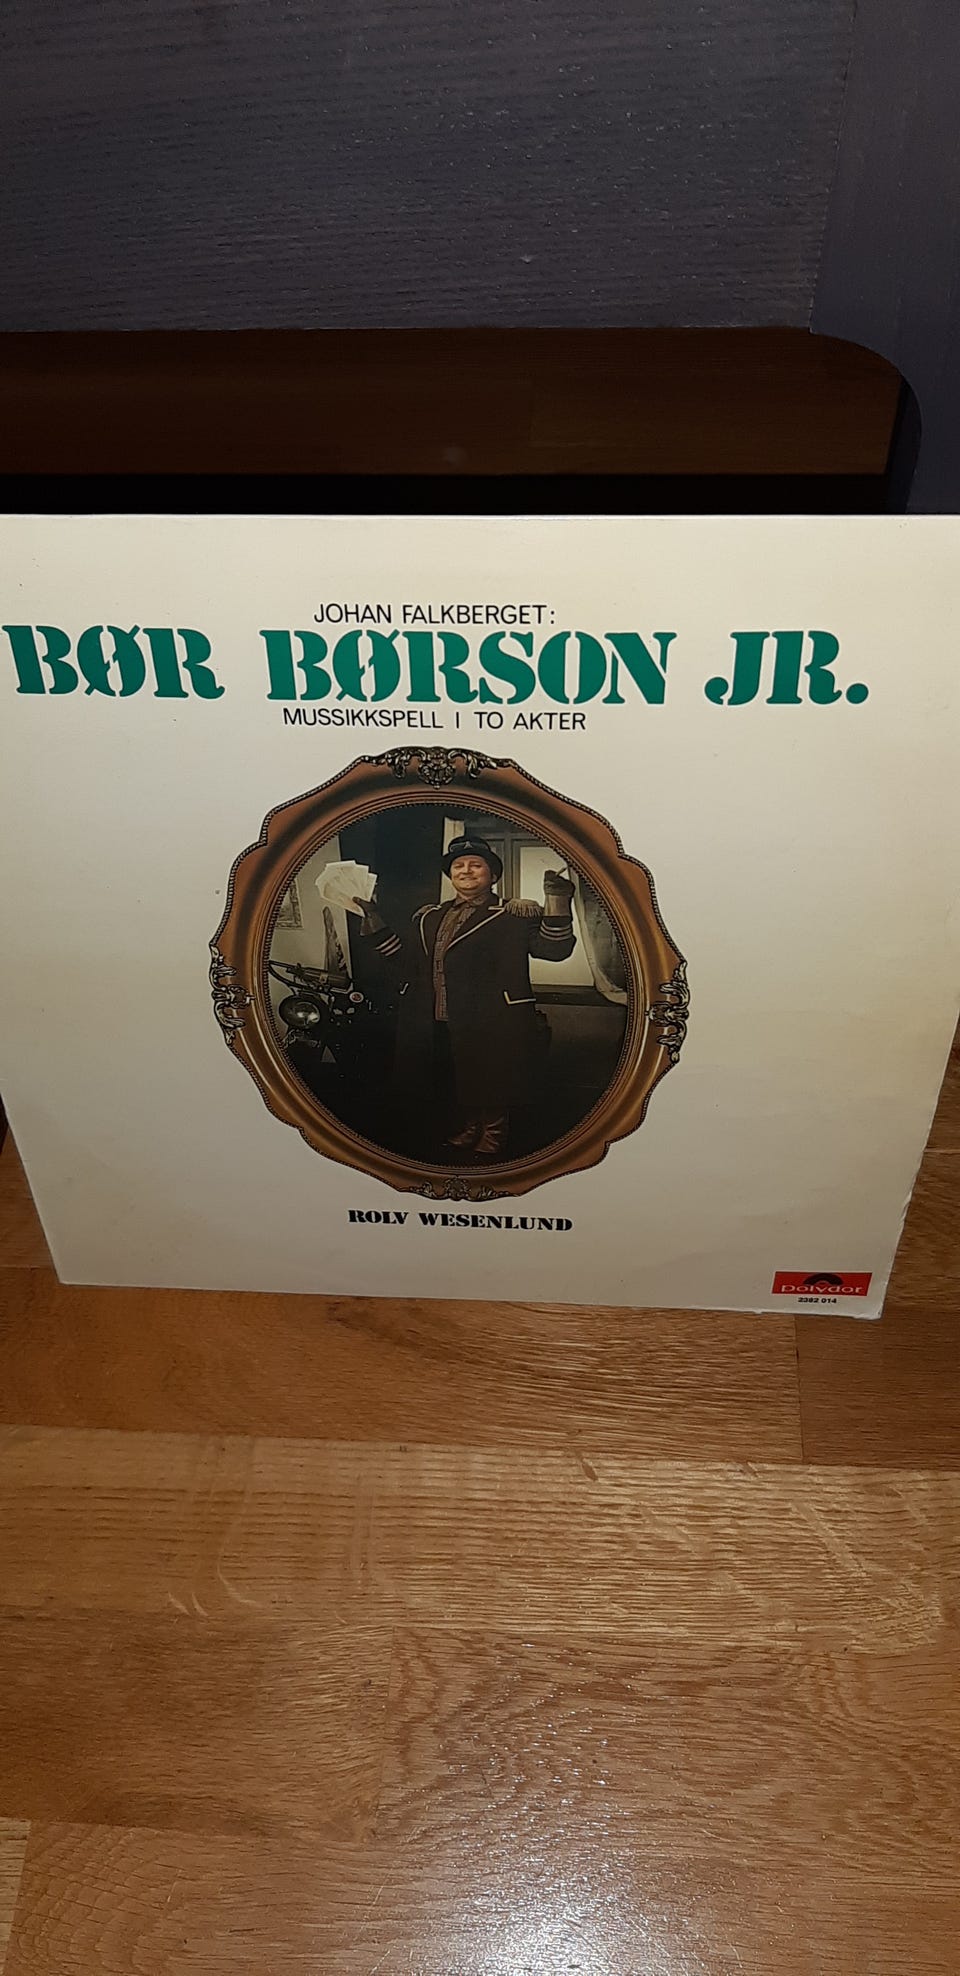 JOHAN FALKBERGET:
BØR BØRSON JR.
MUSSIKKSPELL I TO AKTER
ROLV WESENLUND
polydor
2382 014